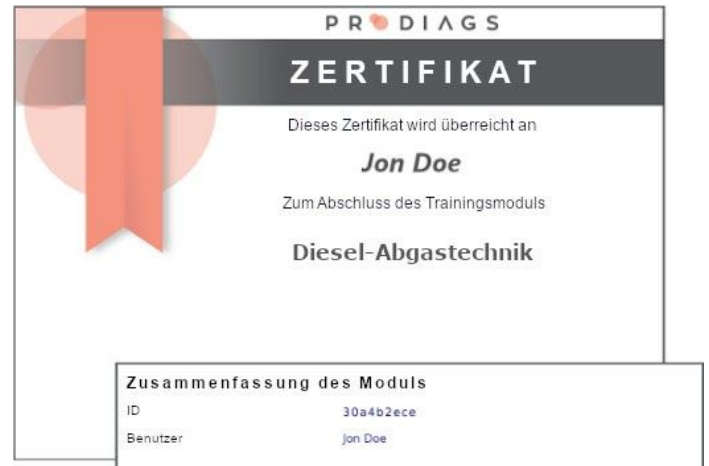 PRODIAGS
ZERTIFIKAT
Dieses Zertifikat wird überreicht an
Jon Doe
Zum Abschluss des Trainingsmoduls
Diesel-Abgastechnik
Zusammenfassung des Moduls
ID 30a4b2ece
Benutzer Jon Doe